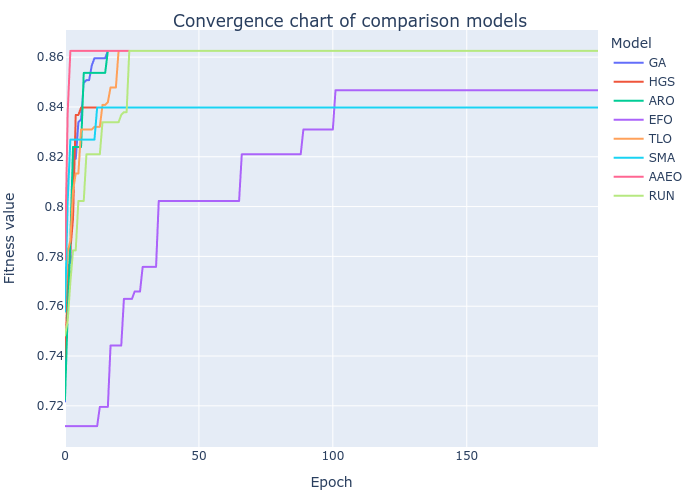 Convergence chart of comparison models
Model
GA
HGS
ARO
EFO
TLO
SMA
AAEO
RUN
Fitness value
0.86
0.84
0.82
0.8
0.78
0.76
0.74
0.72
0
50
100
150
Epoch